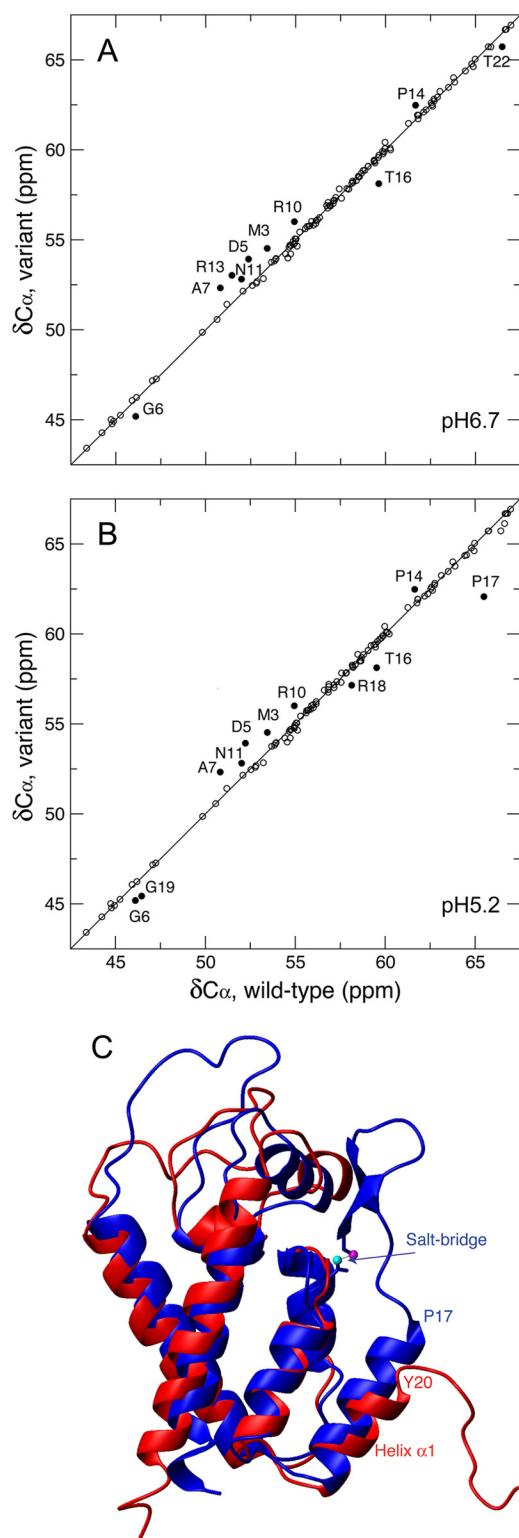 A
65
60
55
50
45
δCα, variant (ppm)
T22
P14
T16
R10
M3
D5
R13 N11
A7
G6
pH6.7
B
65
60
55
50
45
δCα, variant (ppm)
P14
P17
T16
R10
R18
M3
D5
N11
A7
G19
G6
pH5.2
45 50 55 60 65
δCα, wild-type (ppm)
C
Salt-bridge
P17
Y20
Helix α1